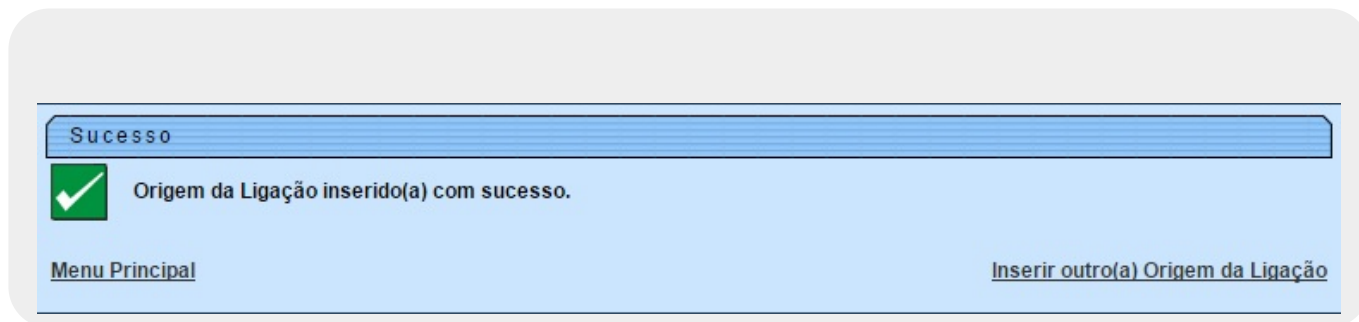 Sucesso
Origem da Ligação inserido(a) com sucesso.
Menu Principal
Inserir outro(a) Origem da Ligação